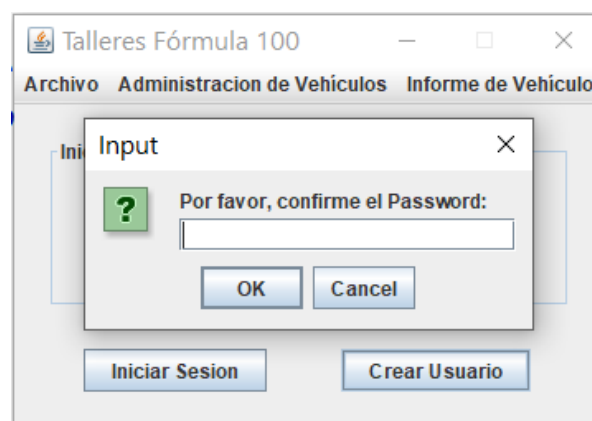 Talleres Fórmula 100
Archivo Administracion de Vehículos Informe de Vehículo
Input
Por favor, confirme el Password:
OK Cancel
Iniciar Sesion Crear Usuario